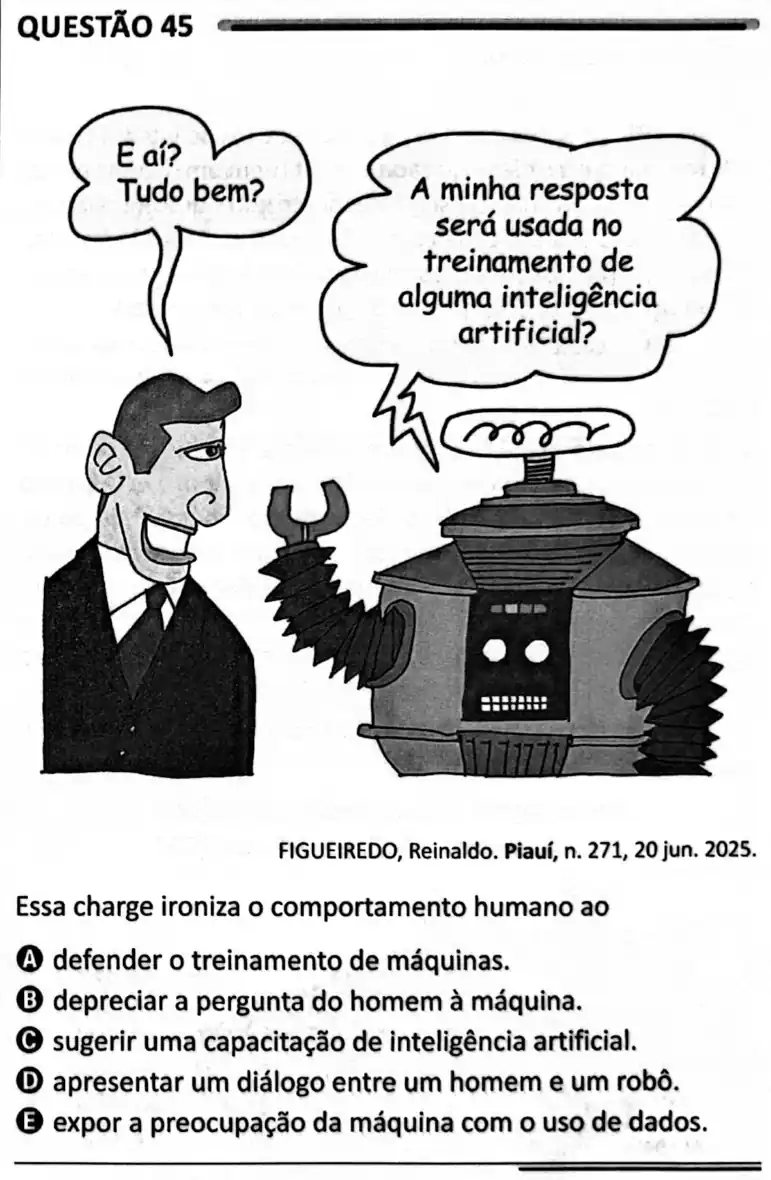 QUESTÃO 45
E aí?
Tudo bem?
A minha resposta
será usada no
treinamento de
alguma inteligência
artificial?
FIGUEIREDO, Reinaldo. Piauí, n. 271, 20 jun. 2025.
Essa charge ironiza o comportamento humano ao
A defender o treinamento de máquinas.
B depreciar a pergunta do homem à máquina.
C sugerir uma capacitação de inteligência artificial.
D apresentar um diálogo entre um homem e um robô.
E expor a preocupação da máquina com o uso de dados.